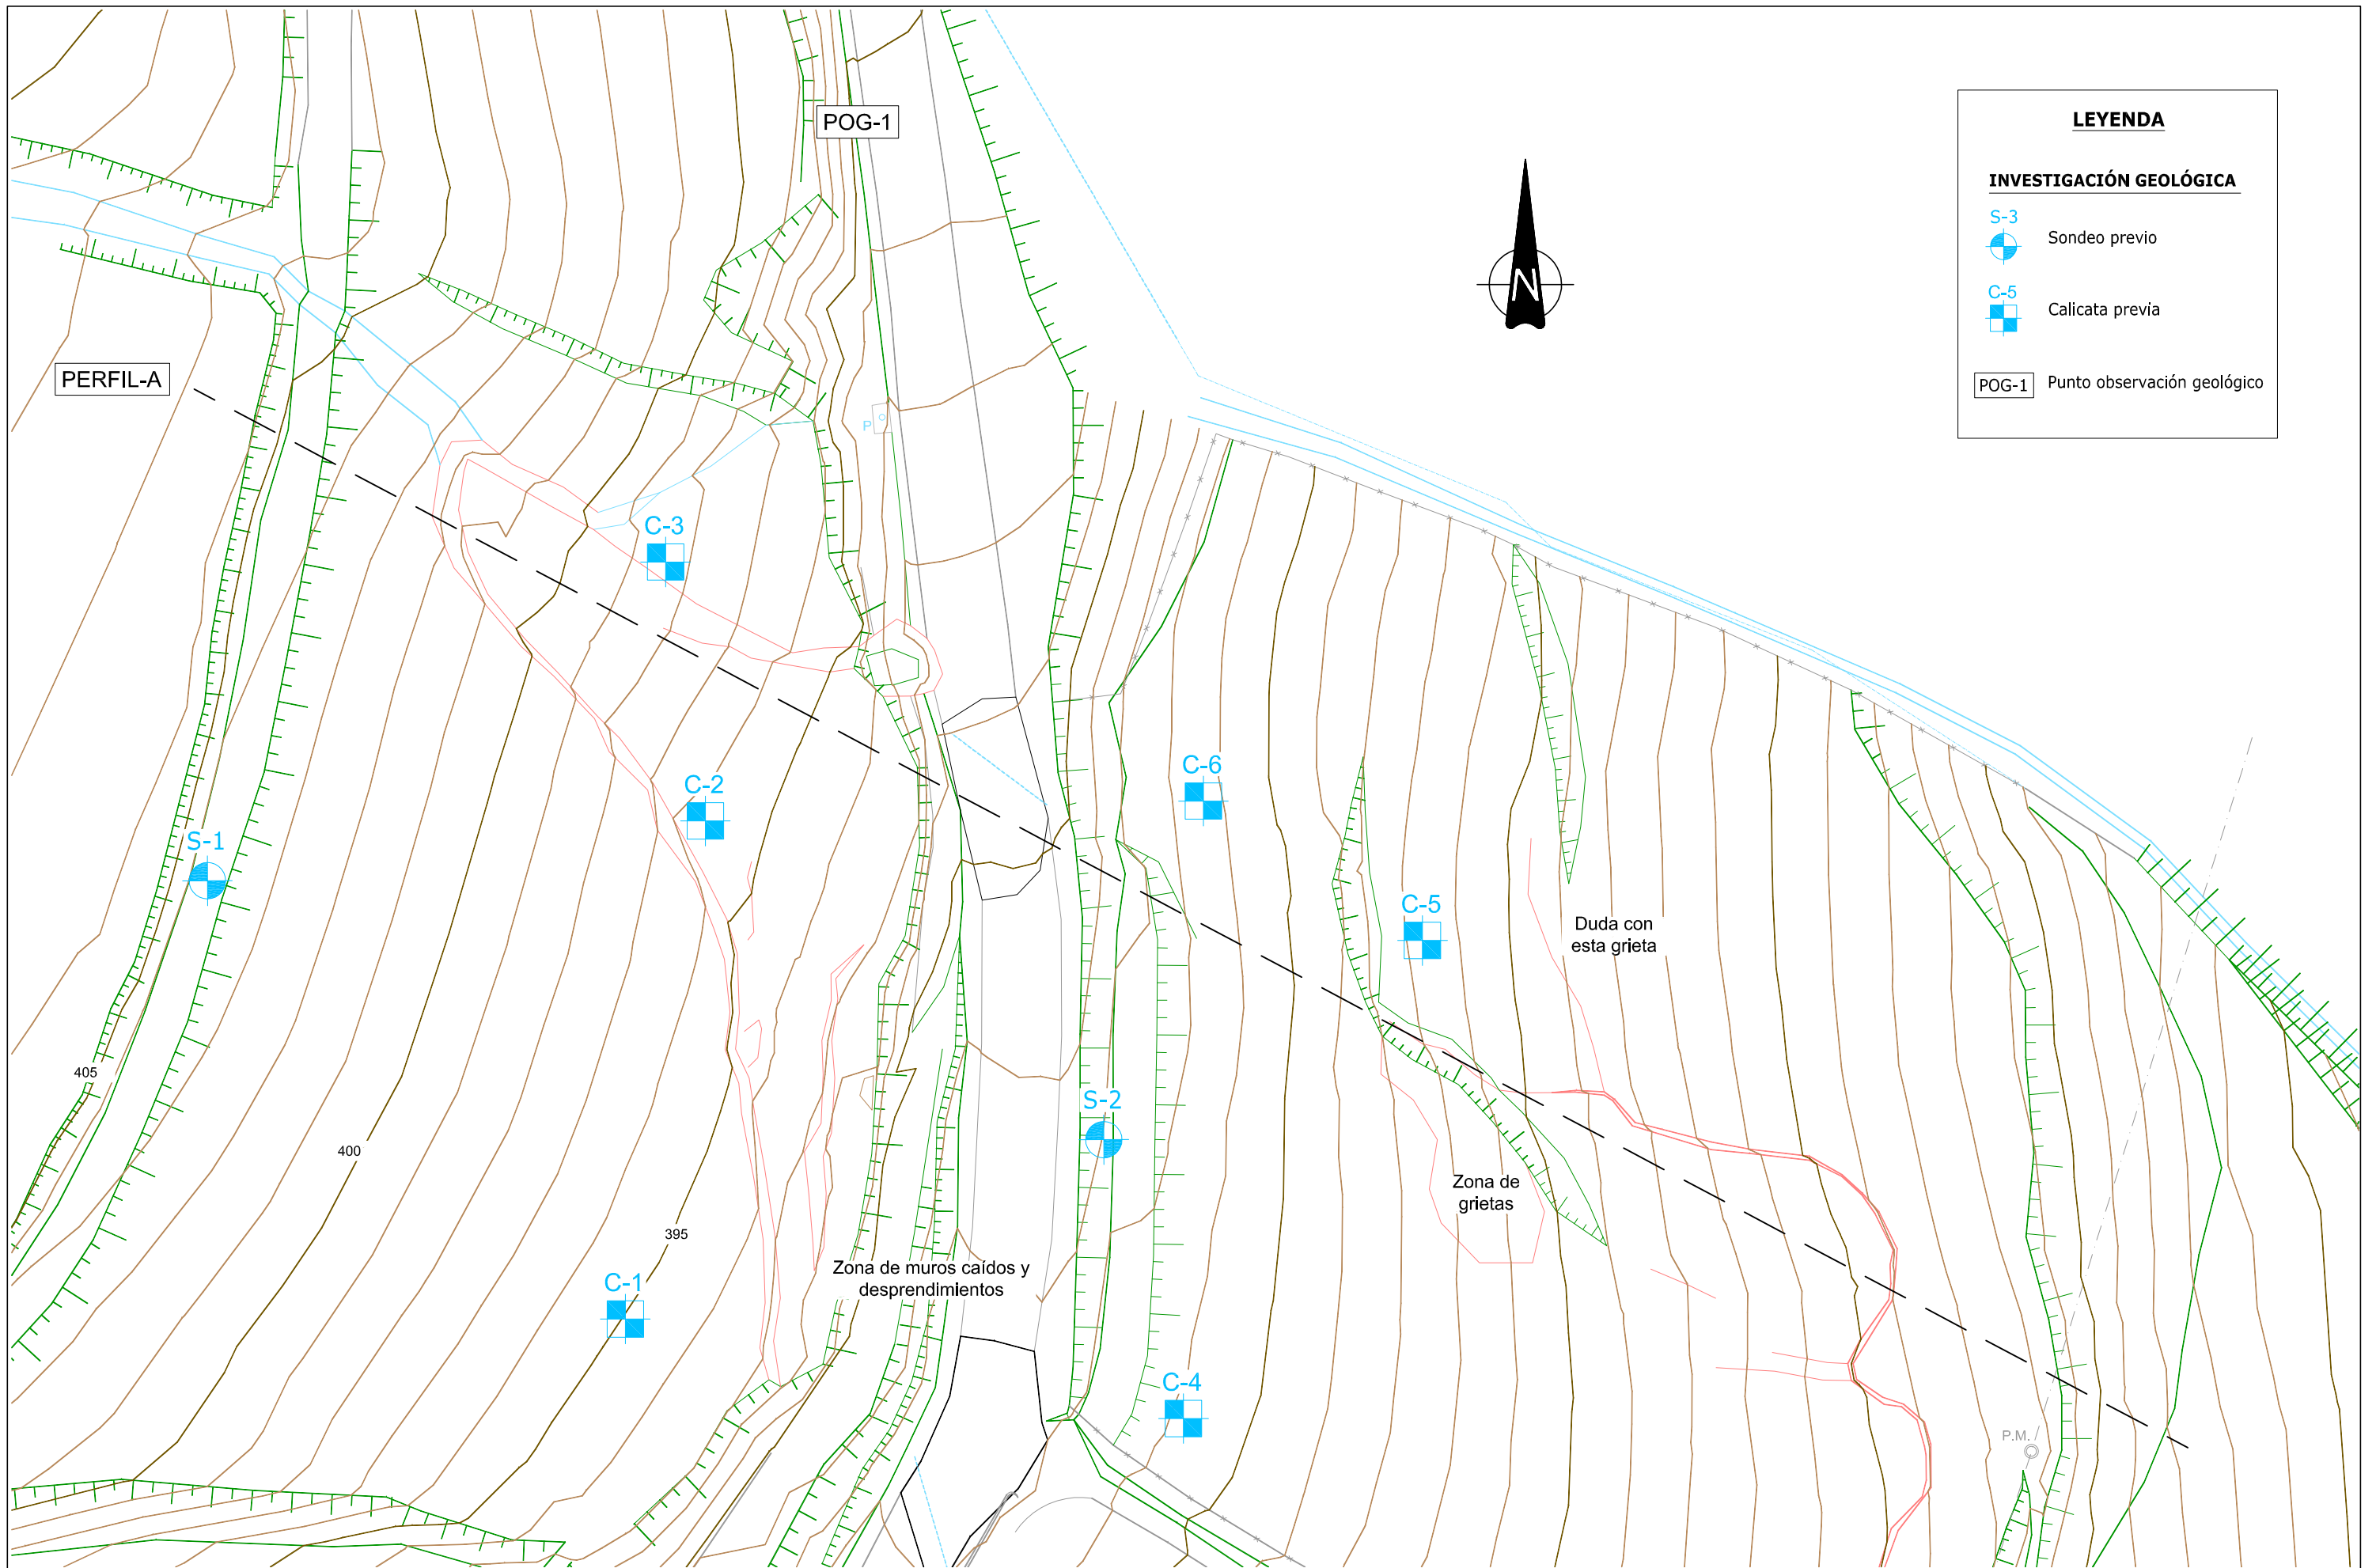 POG-1
LEYENDA
INVESTIGACIÓN GEOLÓGICA
S-3
Sondeo previo
C-5
Calicata previa
POG-1
Punto observación geológico
N
PERFIL-A
P
C-3
C-2
C-6
S-1
C-5
Duda con
esta grieta
405
S-2
400
Zona de
grietas
395
Zona de muros caídos y
desprendimientos
C-1
C-4
P.M.